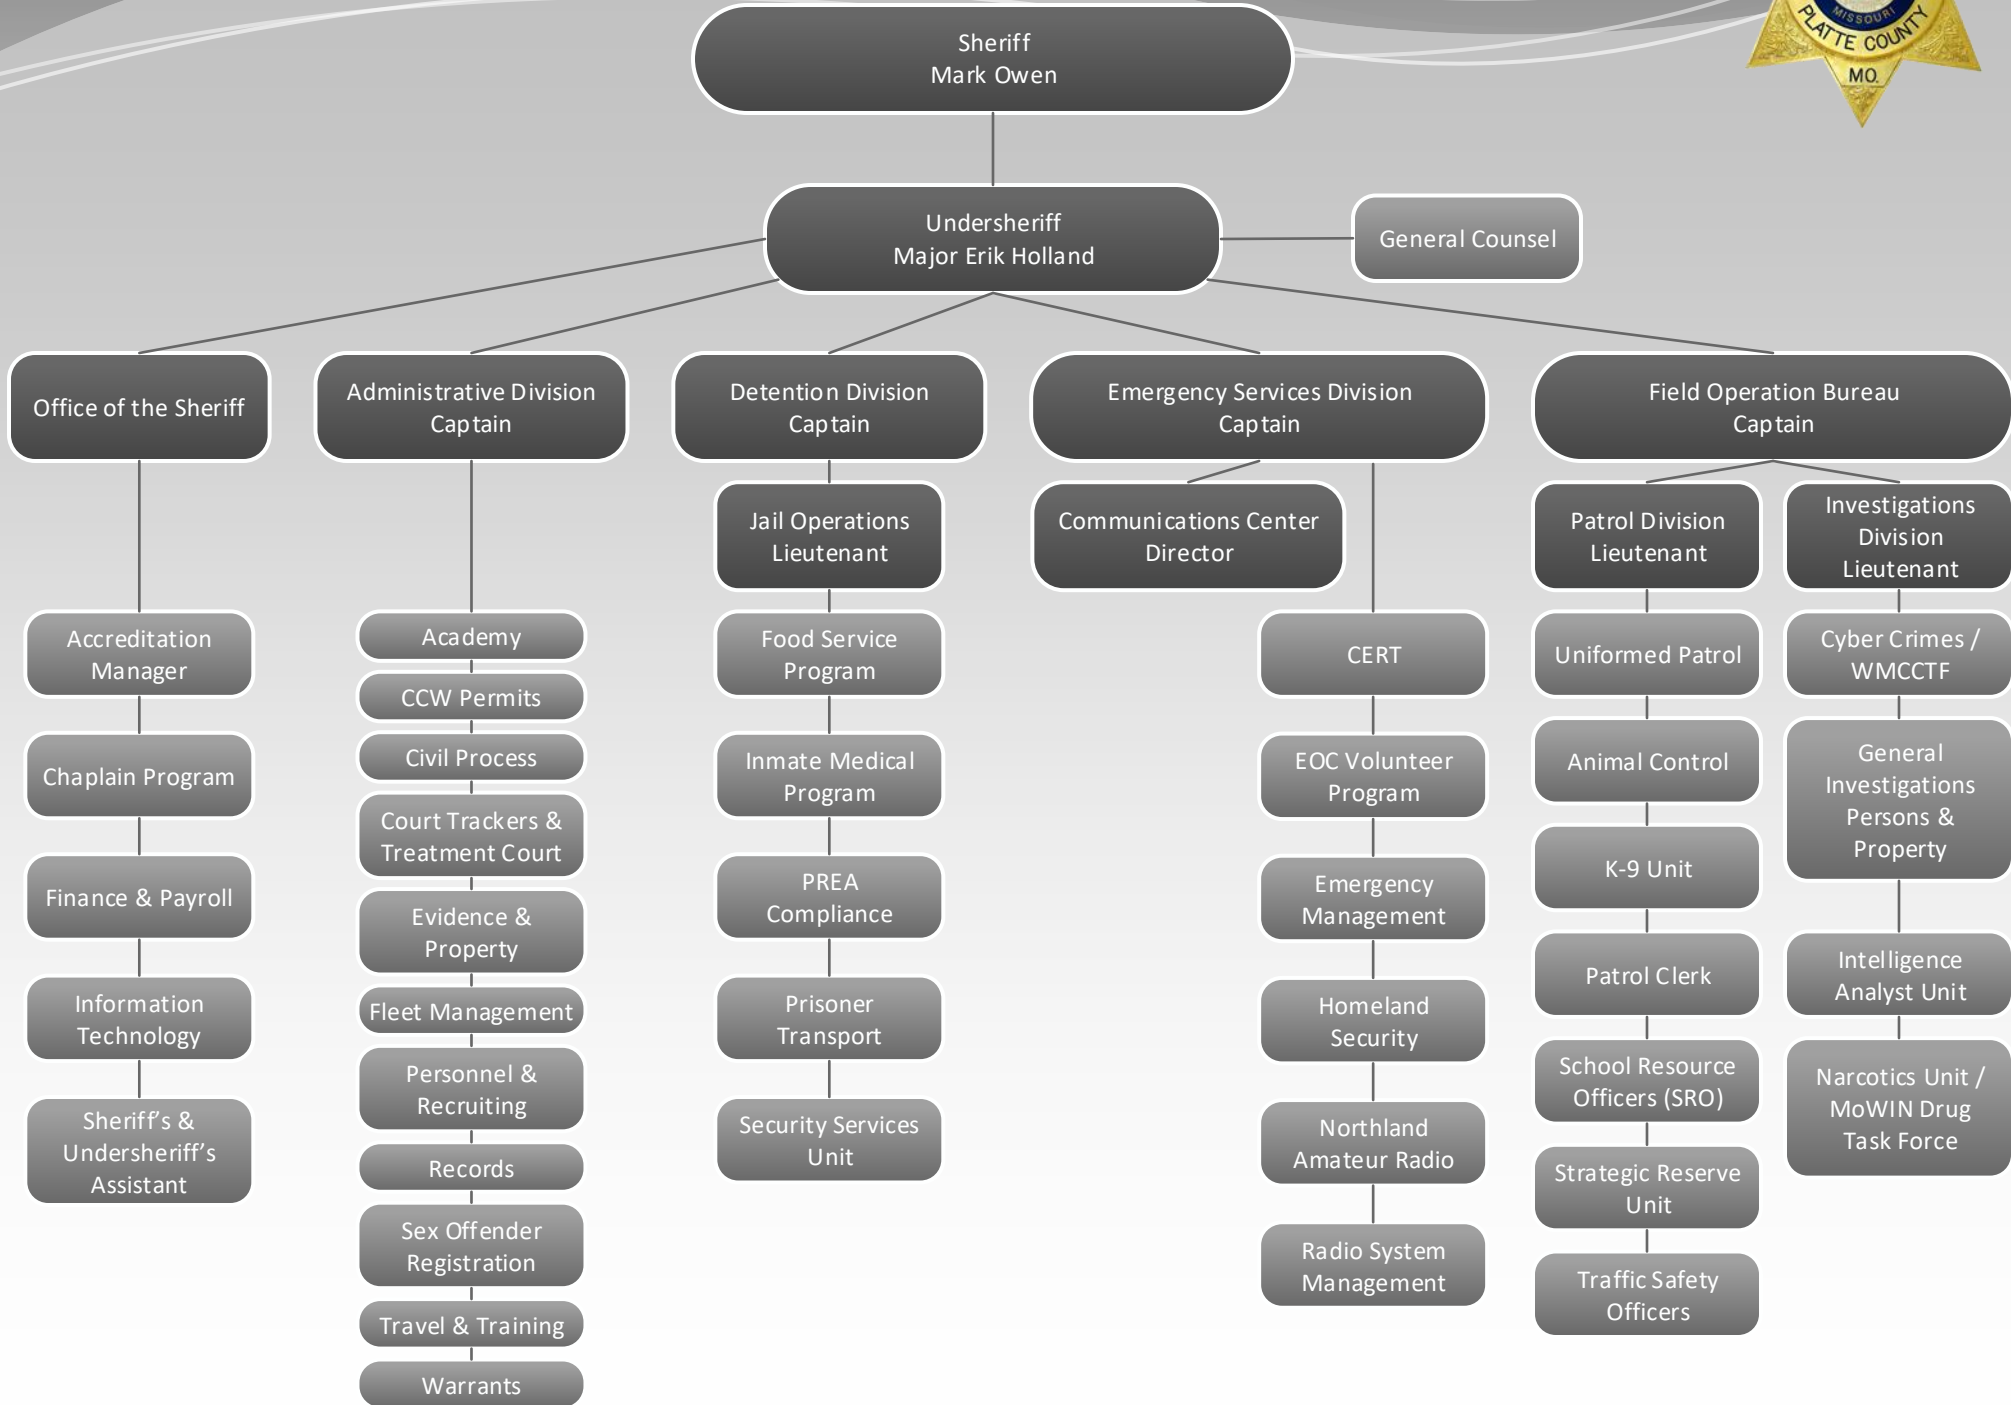 MISSOURI
PLATTE COUNTY
MO.
Sheriff
Mark Owen
Undersheriff
Major Erik Holland
General Counsel
Office of the Sheriff
Administrative Division
Captain
Detention Division
Captain
Emergency Services Division
Captain
Field Operation Bureau
Captain
Jail Operations
Lieutenant
Communications Center
Director
Patrol Division
Lieutenant
Investigations
Division
Lieutenant
Accreditation
Manager
Chaplain Program
Finance & Payroll
Information
Technology
Sheriff’s &
Undersheriff’s
Assistant
Academy
CCW Permits
Civil Process
Court Trackers &
Treatment Court
Evidence &
Property
Fleet Management
Personnel &
Recruiting
Records
Sex Offender
Registration
Travel & Training
Warrants
Food Service
Program
Inmate Medical
Program
PREA
Compliance
Prisoner
Transport
Security Services
Unit
CERT
EOC Volunteer
Program
Emergency
Management
Homeland
Security
Northland
Amateur Radio
Radio System
Management
Uniformed Patrol
Animal Control
K-9 Unit
Patrol Clerk
School Resource
Officers (SRO)
Strategic Reserve
Unit
Traffic Safety
Officers
Cyber Crimes /
WMCCTF
General
Investigations
Persons &
Property
Intelligence
Analyst Unit
Narcotics Unit /
MoWIN Drug
Task Force